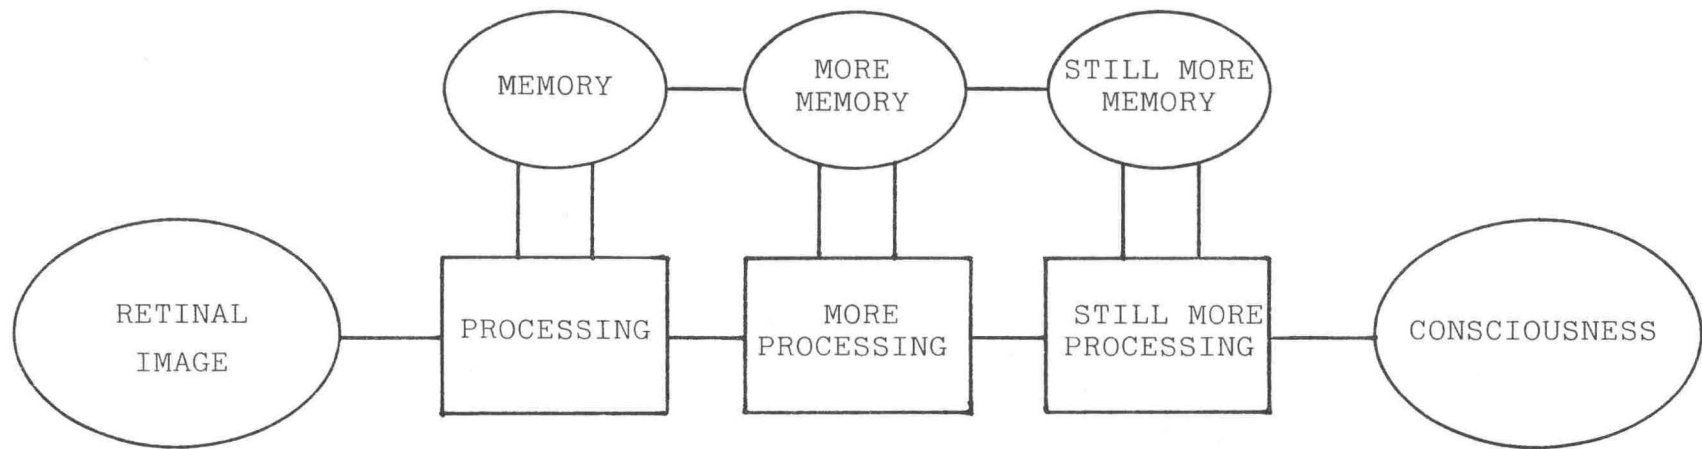 MEMORY
MORE
MEMORY
STILL MORE
MEMORY
RETINAL
IMAGE
PROCESSING
MORE
PROCESSING
STILL MORE
PROCESSING
CONSCIOUSNESS